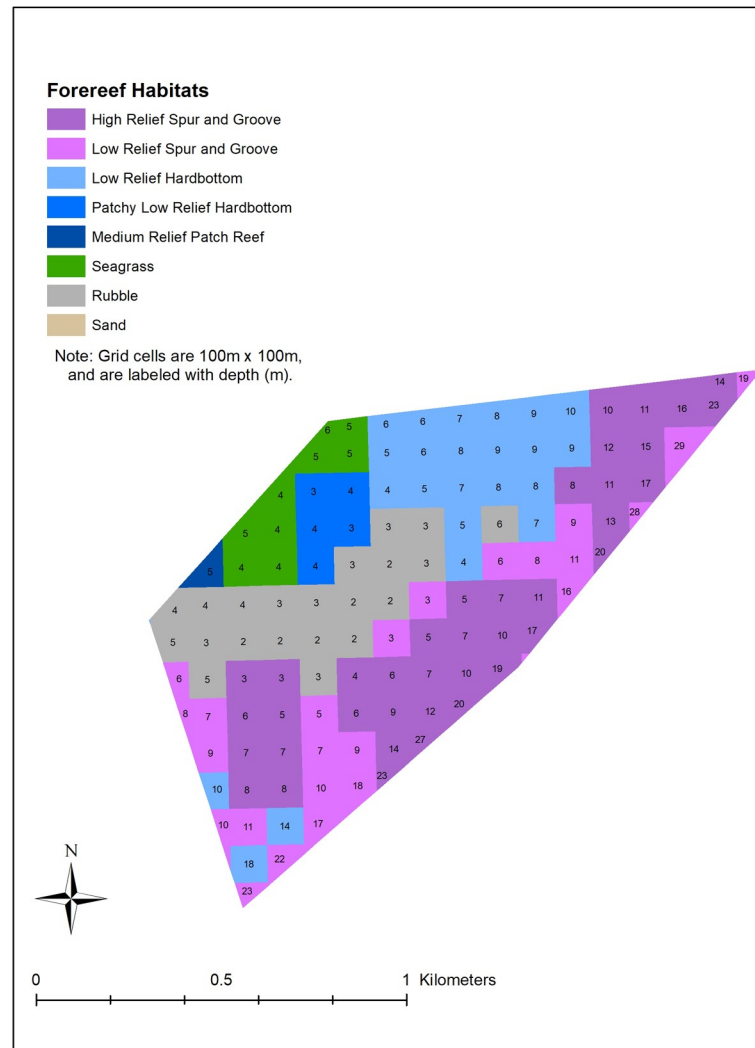 Forereef Habitats
High Relief Spur and Groove
Low Relief Spur and Groove
Low Relief Hardbottom
Patchy Low Relief Hardbottom
Medium Relief Patch Reef
Seagrass
Rubble
Sand
Note: Grid cells are 100m x 100m,
and are labeled with depth (m).
14 19
6 5 6 6 7 8 9 10 10 11 16 23
5 5 5 6 8 9 9 9 12 15 29
4 3 4 4 5 7 8 8 8 11 17
5 4 4 3 3 3 5 6 7 9 13 28
5 4 4 4 3 2 3 4 6 8 11 20
4 4 4 3 3 2 2 3 5 7 11 16
5 3 2 2 2 2 3 5 7 10 17
6 5 3 3 3 4 6 7 10 19
8 7 6 5 5 6 9 12 20
9 7 7 7 9 14 27
10 8 8 10 18 23
10 11 14 17
18 22
23
N
0 0.5 1 Kilometers